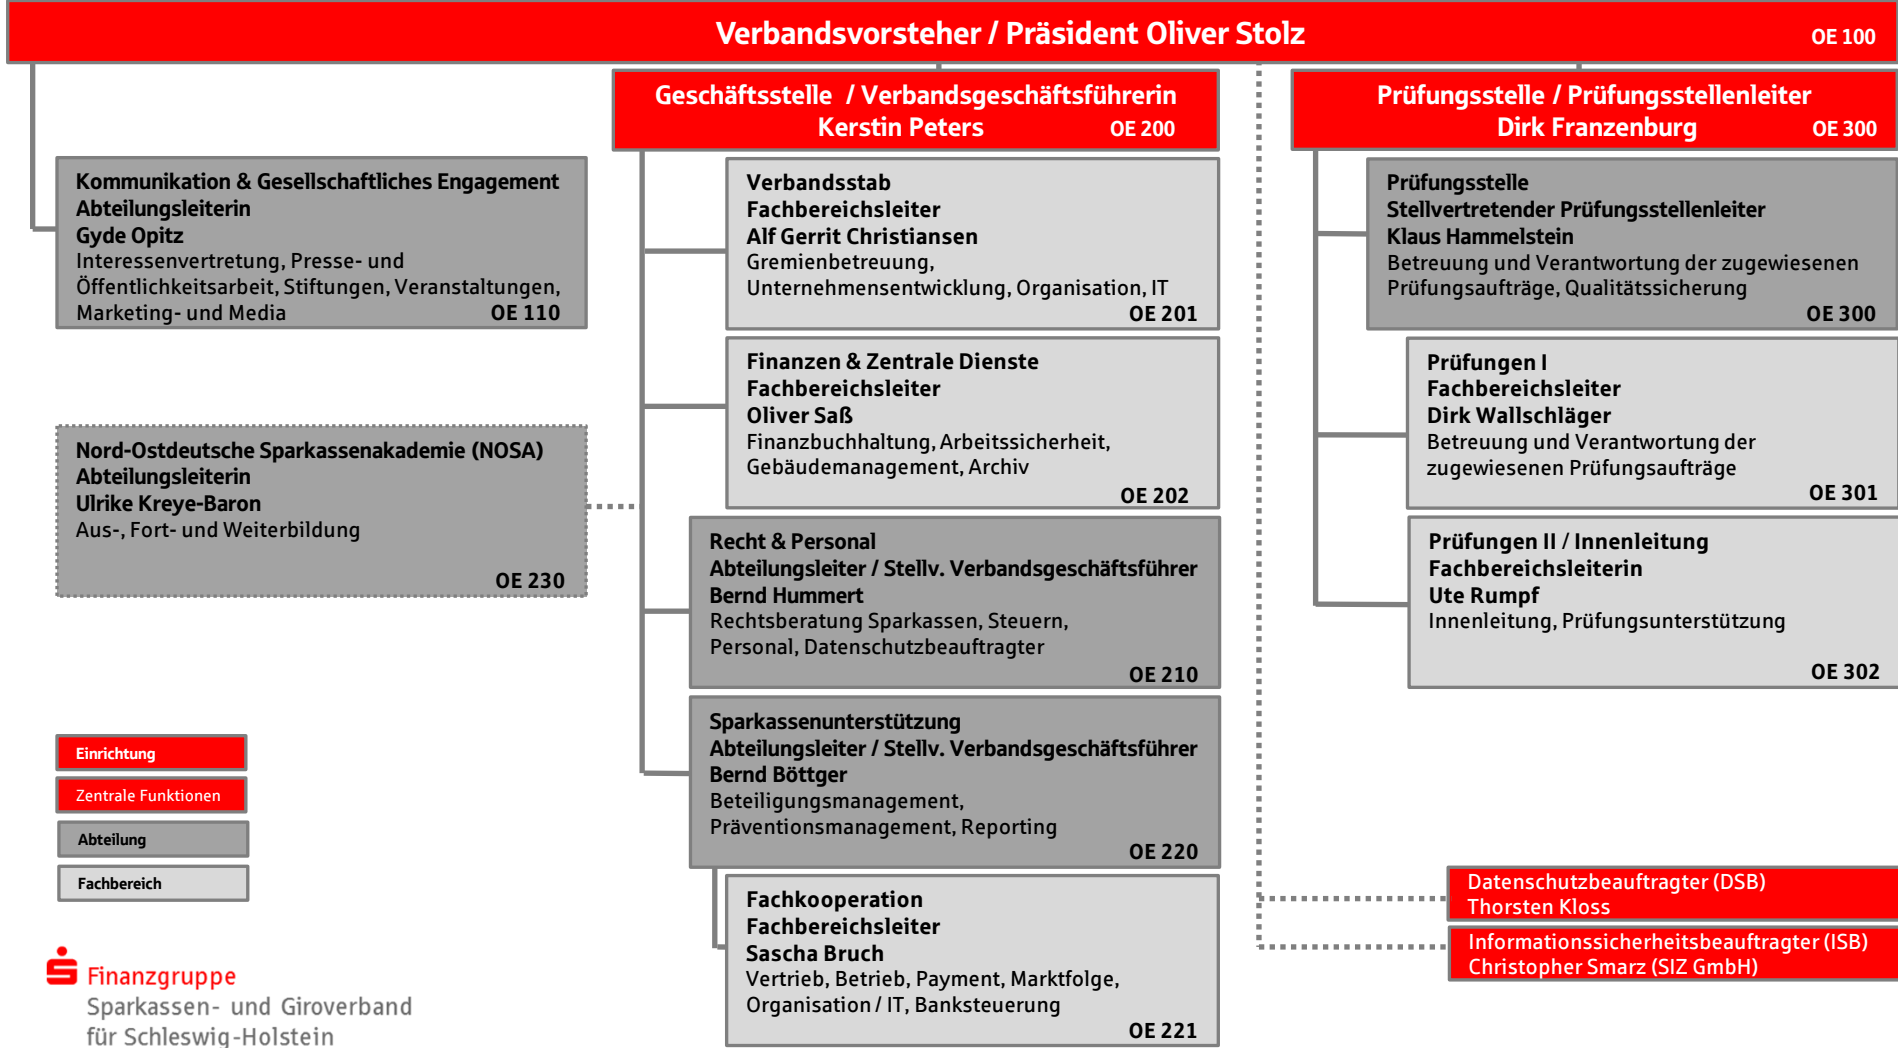 Verbandsvorsteher / Präsident Oliver Stolz OE 100
Geschäftsstelle / Verbandsgeschäftsführerin
Kerstin Peters OE 200
Prüfungsstelle / Prüfungsstellenleiter
Dirk Franzenburg OE 300
Kommunikation & Gesellschaftliches Engagement
Abteilungsleiterin
Gyde Opitz
Interessenvertretung, Presse- und
Öffentlichkeitsarbeit, Stiftungen, Veranstaltungen,
Marketing- und Media OE 110
Nord-Ostdeutsche Sparkassenakademie (NOSA)
Abteilungsleiterin
Ulrike Kreye-Baron
Aus-, Fort- und Weiterbildung
OE 230
Verbandsstab
Fachbereichsleiter
Alf Gerrit Christiansen
Gremienbetreuung,
Unternehmensentwicklung, Organisation, IT
OE 201
Finanzen & Zentrale Dienste
Fachbereichsleiter
Oliver Saß
Finanzbuchhaltung, Arbeitssicherheit,
Gebäudemanagement, Archiv
OE 202
Recht & Personal
Abteilungsleiter / Stellv. Verbandsgeschäftsführer
Bernd Hummert
Rechtsberatung Sparkassen, Steuern,
Personal, Datenschutzbeauftragter
OE 210
Sparkassenunterstützung
Abteilungsleiter / Stellv. Verbandsgeschäftsführer
Bernd Böttger
Beteiligungsmanagement,
Präventionsmanagement, Reporting
OE 220
Fachkooperation
Fachbereichsleiter
Sascha Bruch
Vertrieb, Betrieb, Payment, Marktfolge,
Organisation / IT, Banksteuerung
OE 221
Prüfungsstelle
Stellvertretender Prüfungsstellenleiter
Klaus Hammelstein
Betreuung und Verantwortung der zugewiesenen
Prüfungsaufträge, Qualitätssicherung
OE 300
Prüfungen I
Fachbereichsleiter
Dirk Wallschläger
Betreuung und Verantwortung der
zugewiesenen Prüfungsaufträge
OE 301
Prüfungen II / Innenleitung
Fachbereichsleiterin
Ute Rumpf
Innenleitung, Prüfungsunterstützung
OE 302
Datenschutzbeauftragter (DSB)
Thorsten Kloss
Informationssicherheitsbeauftragter (ISB)
Christopher Smarz (SIZ GmbH)
Einrichtung
Zentrale Funktionen
Abteilung
Fachbereich
Finanzgruppe
Sparkassen- und Giroverband
für Schleswig-Holstein